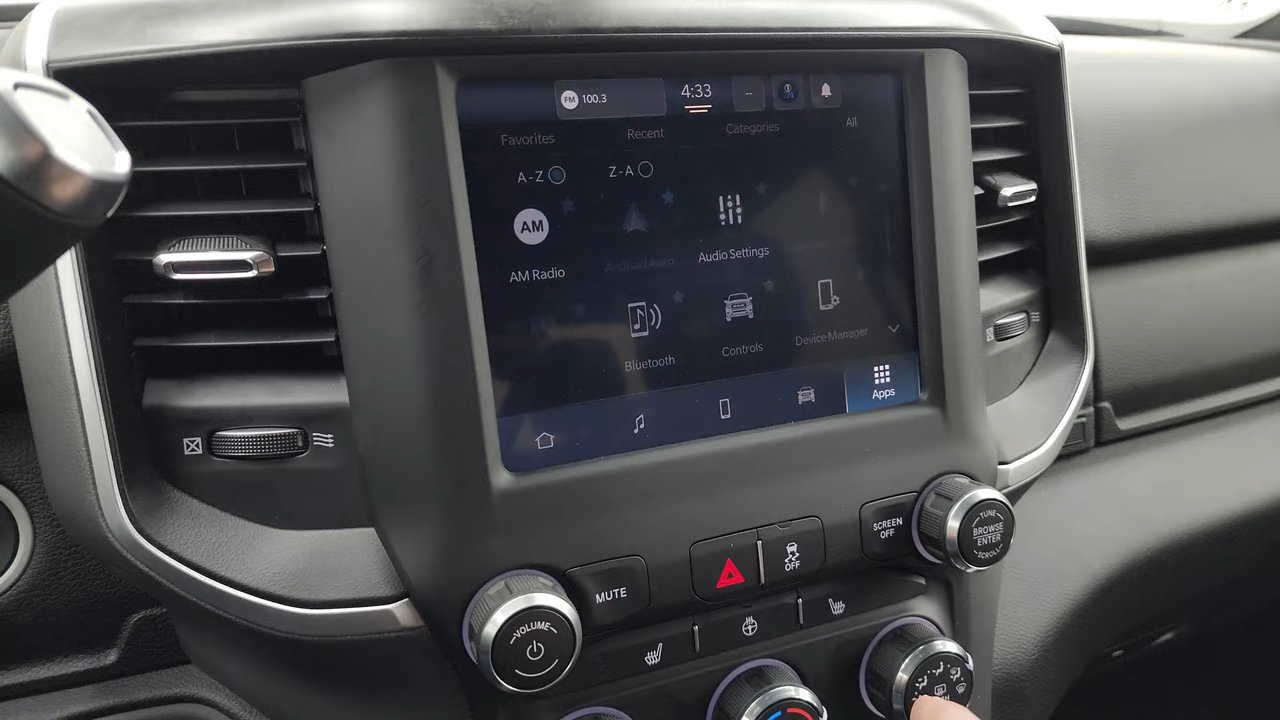 FM 100.3
4:33
--
Favorites Recent Categories All
A-Z Z-A
AM
AM Radio Android Auto Audio Settings
Bluetooth Controls Device Manager
Apps
SCREEN
OFF
TUNE
BROWSE
ENTER
SCROLL
OFF
MUTE
VOLUME